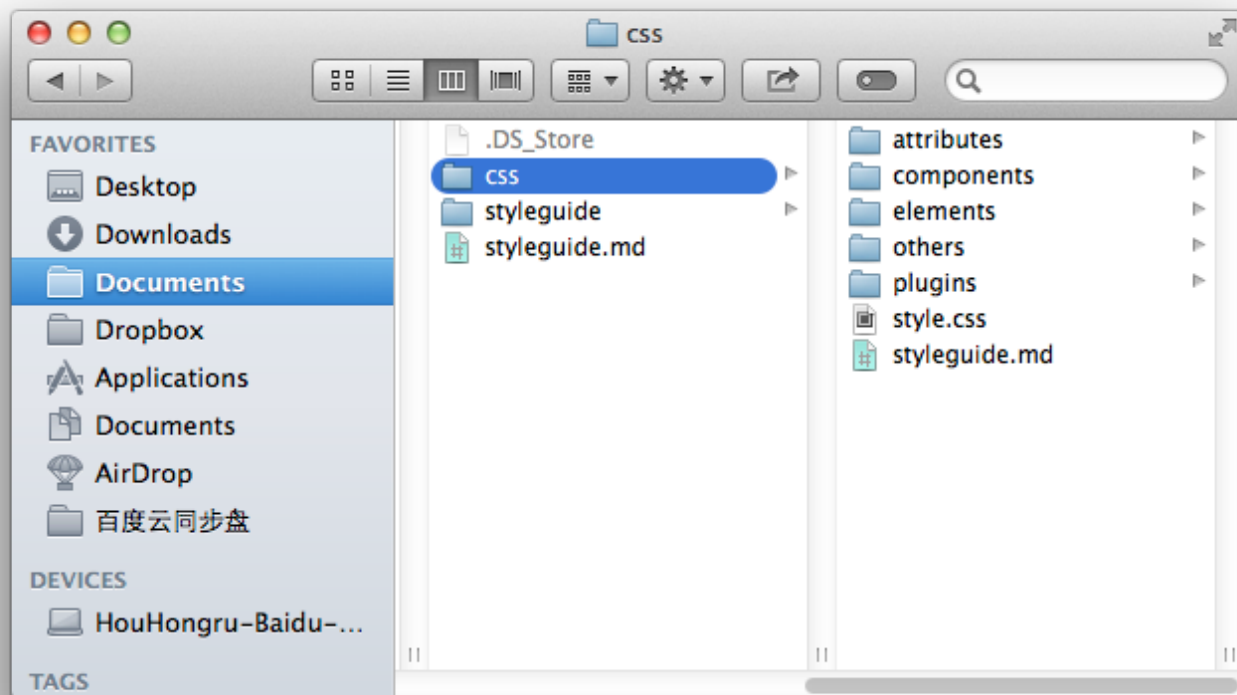 css
FAVORITES
Desktop
Downloads
Documents
Dropbox
Applications
Documents
AirDrop
百度云同步盘
DEVICES
HouHongru-Baidu-...
TAGS
.DS_Store
css
styleguide
styleguide.md
attributes
components
elements
others
plugins
style.css
styleguide.md